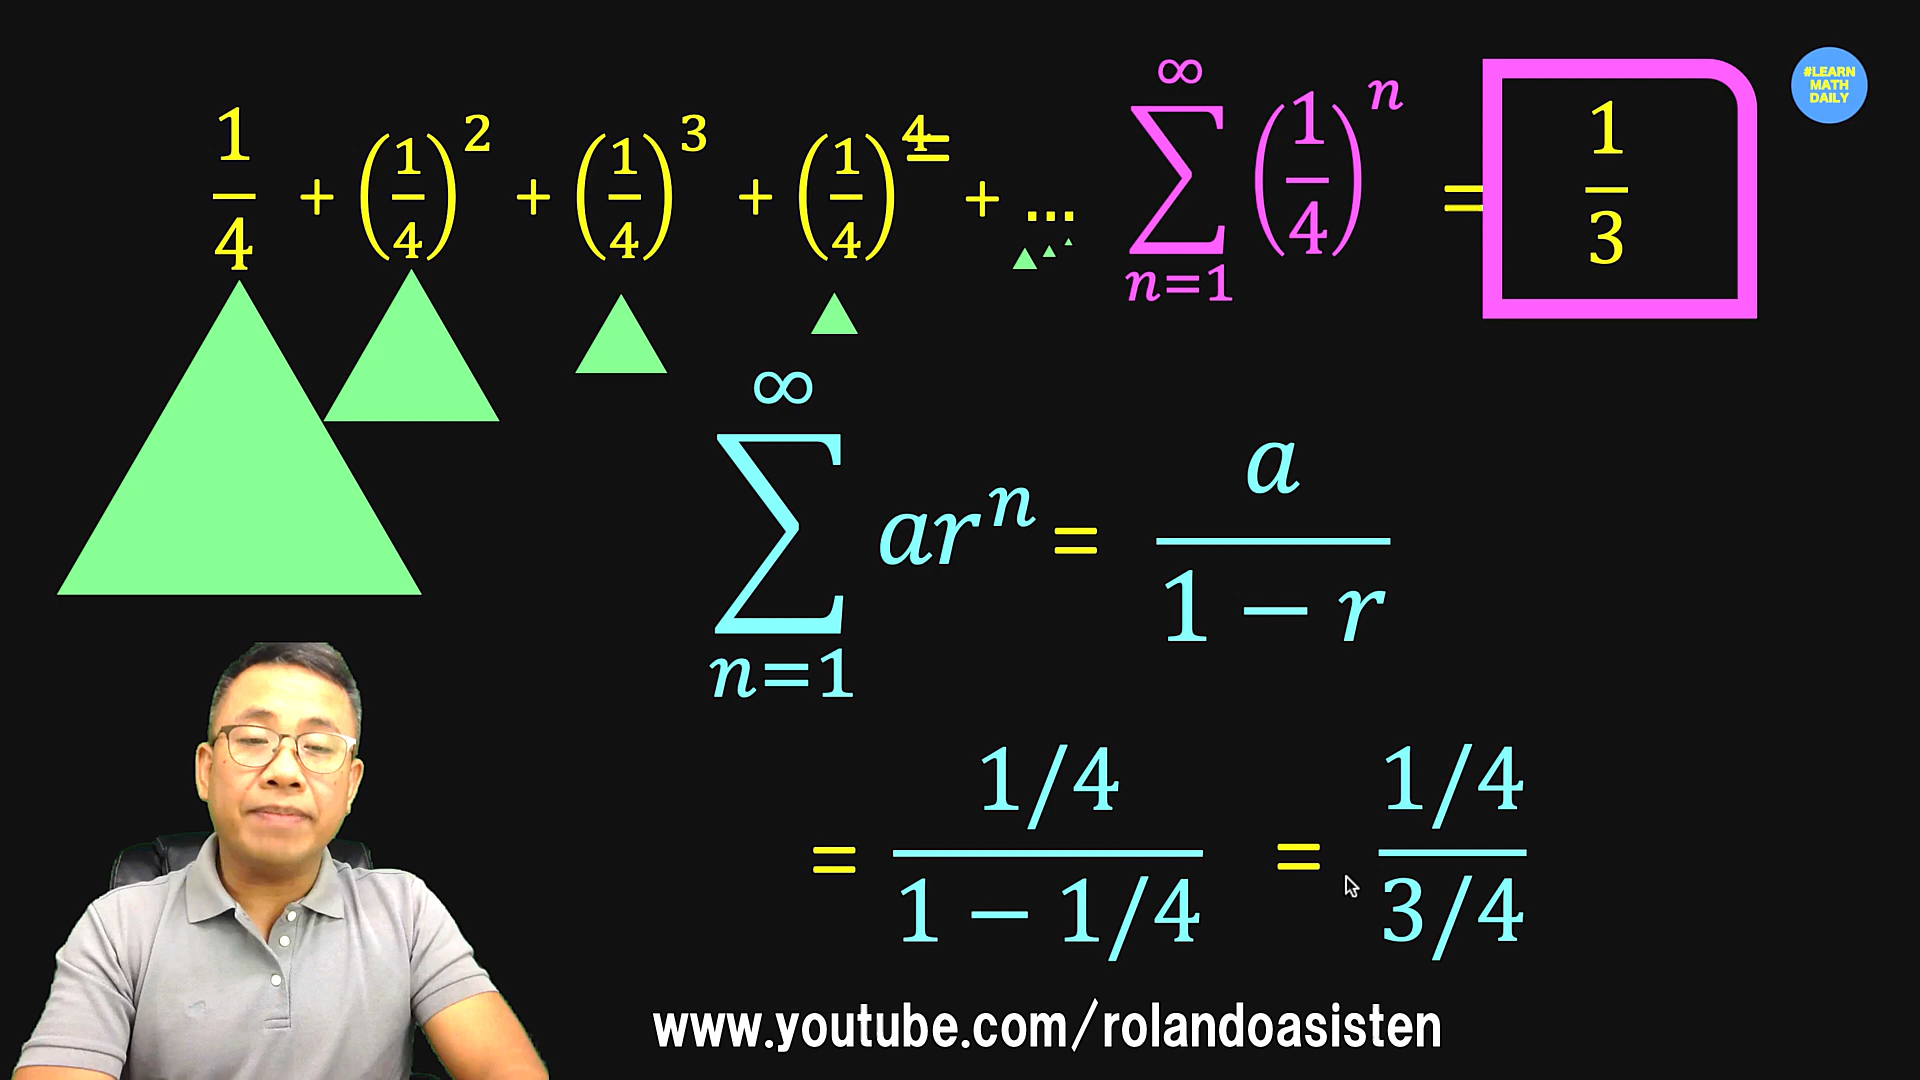 1/4 + (1/4)^2 + (1/4)^3 + (1/4)^4 + ... = ∑_{n=1}^{∞} (1/4)^n = 1/3
#LEARN
MATH
DAILY
∑_{n=1}^{∞} ar^n = a/(1 − r)
= (1/4)/(1 − 1/4) = (1/4)/(3/4)
www.youtube.com/rolandoasisten